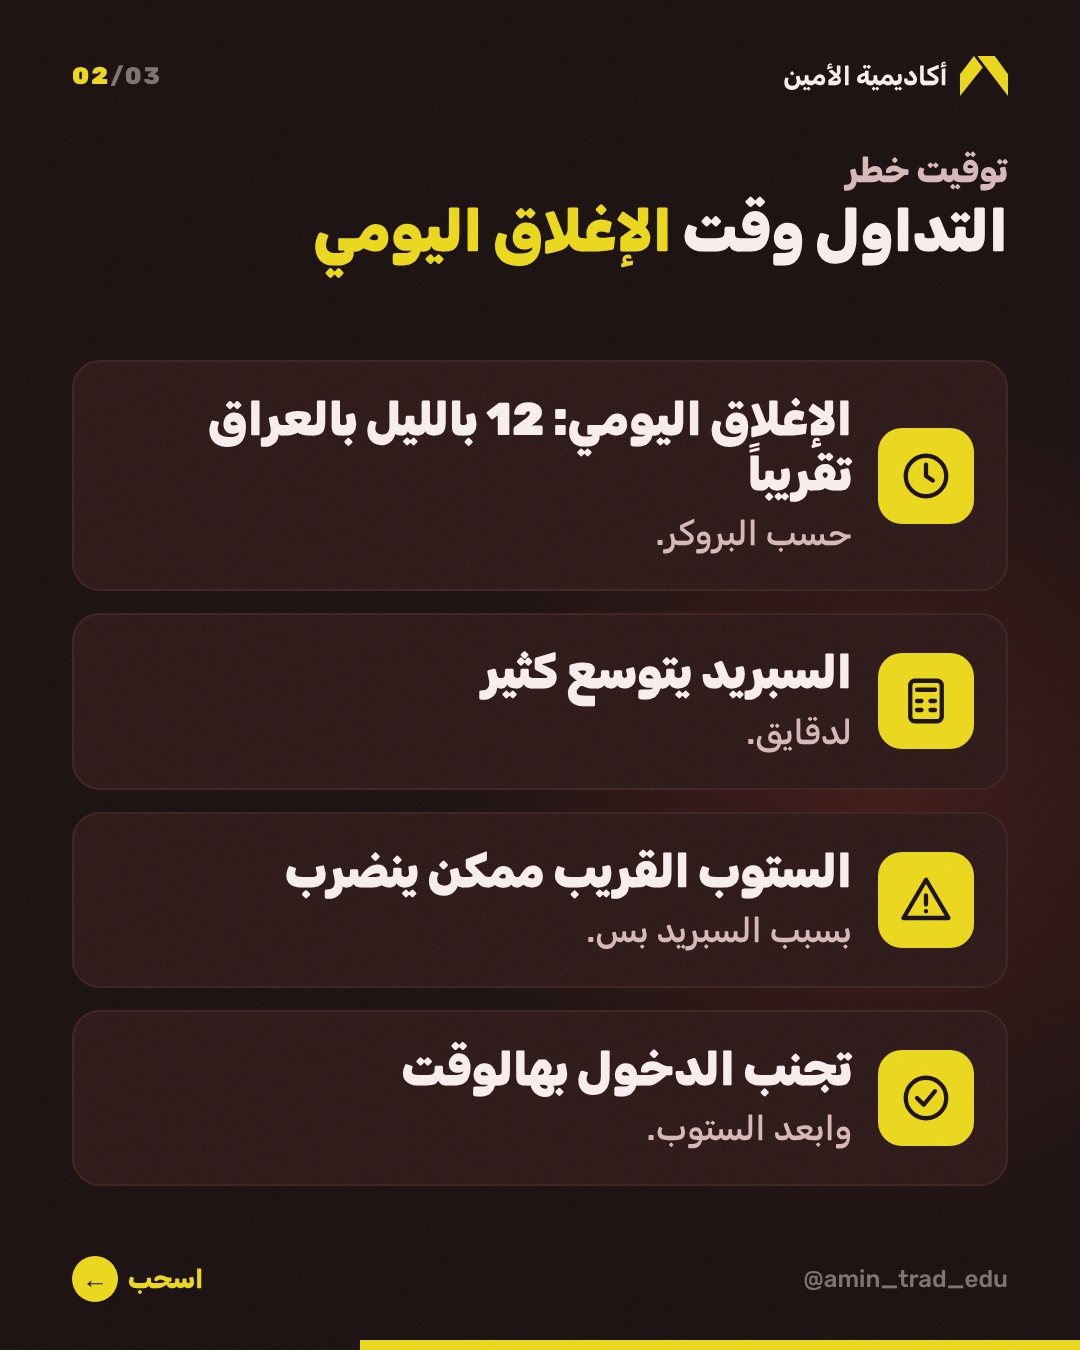 أكاديمية الأمين
02/03
توقيت خطر
التداول وقت الإغلاق اليومي
الإغلاق اليومي: 12 بالليل بالعراق
تقريباً
حسب البروكر.
السبريد يتوسع كثير
لدقايق.
الستوب القريب ممكن ينضرب
بسبب السبريد بس.
تجنب الدخول بهالوقت
وابعد الستوب.
@amin_trad_edu
اسحب ←